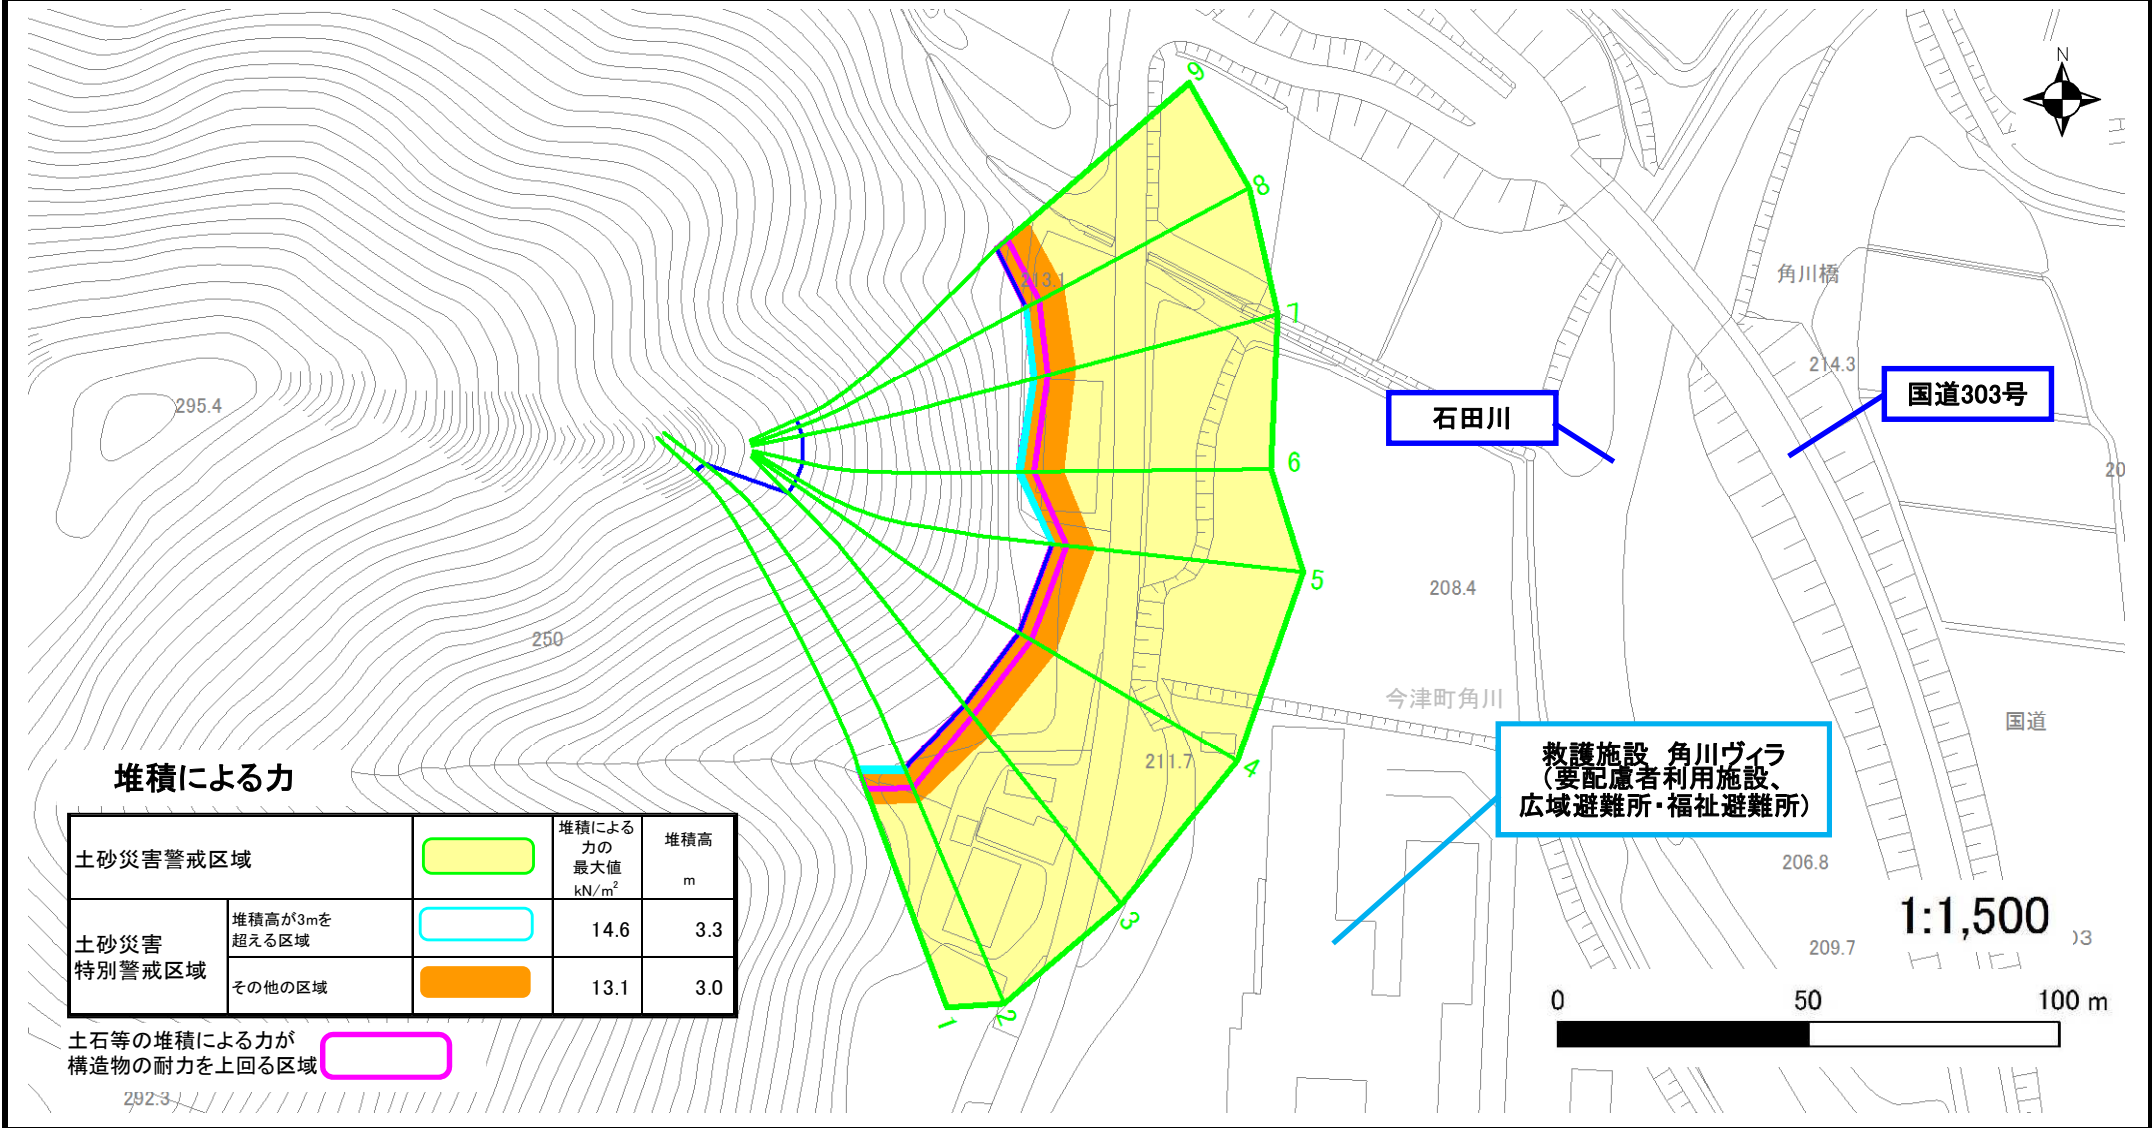 N
9
8
213.1
7
角川橋
214.3
国道303号
295.4
石田川
6
20
5
208.4
250
今津町角川
国道
4
211.7
救護施設 角川ヴィラ
（要配慮者利用施設、
広域避難所・福祉避難所）
206.8
3
209.7
03
1:1,500
2
1
0 50 100 m
堆積による力
土砂災害警戒区域
堆積による
力の
最大値
kN/m²
堆積高
m
土砂災害
特別警戒区域
堆積高が3mを
超える区域
14.6 3.3
その他の区域
13.1 3.0
土石等の堆積による力が
構造物の耐力を上回る区域
292.3